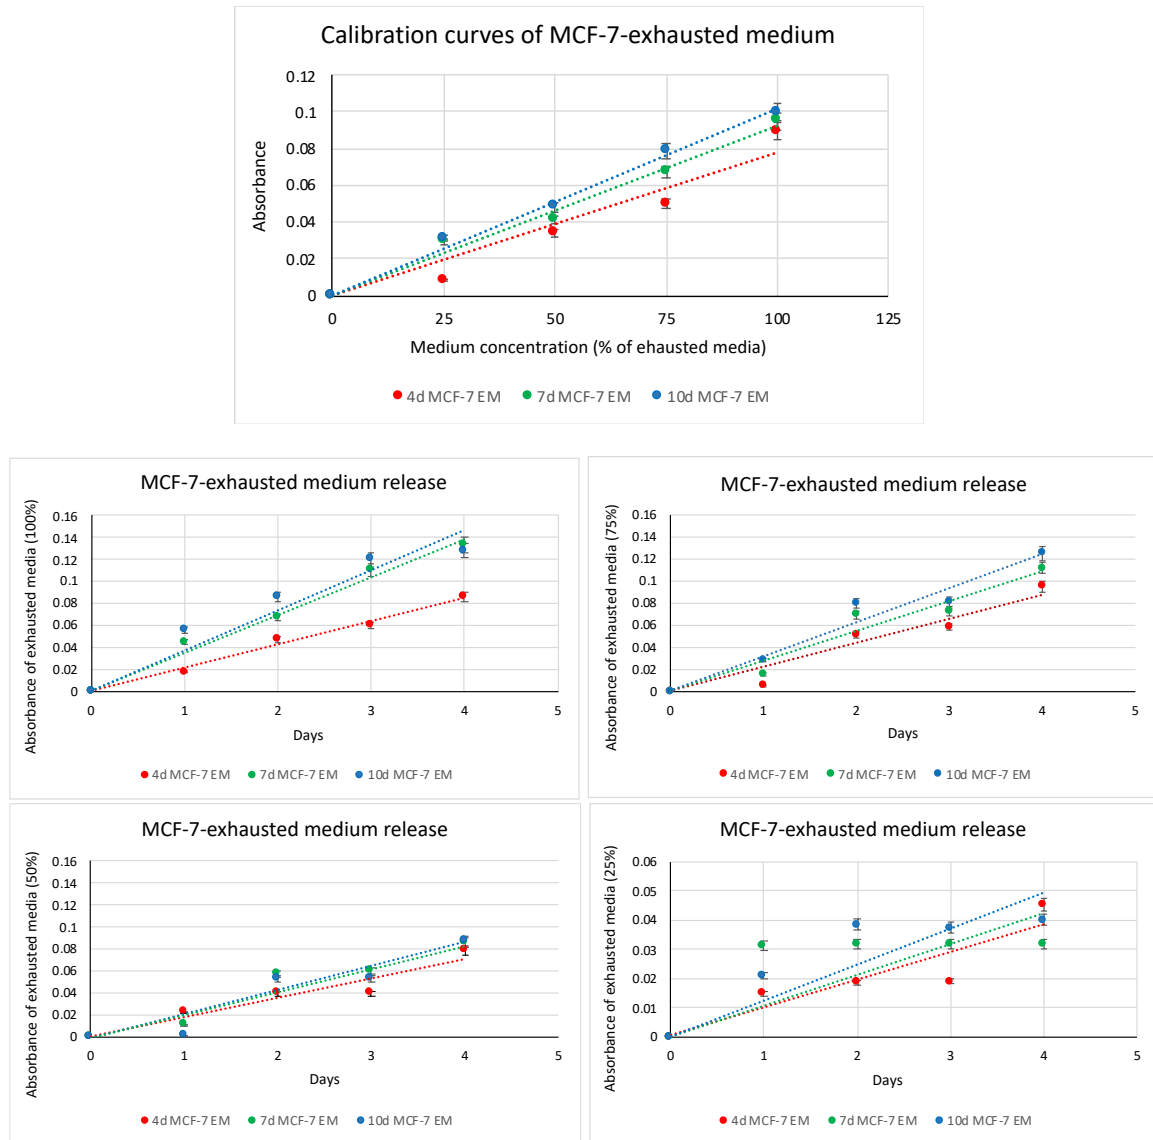 Calibration curves of MCF-7-exhausted medium
Absorbance
0.12
0.1
0.08
0.06
0.04
0.02
0
0 25 50 75 100 125
Medium concentration (% of ehausted media)
4d MCF-7 EM 7d MCF-7 EM 10d MCF-7 EM
MCF-7-exhausted medium release
Absorbance of exhausted media (100%)
0.16
0.14
0.12
0.1
0.08
0.06
0.04
0.02
0
0 1 2 3 4 5
Days
4d MCF-7 EM 7d MCF-7 EM 10d MCF-7 EM
MCF-7-exhausted medium release
Absorbance of exhausted media (75%)
0.16
0.14
0.12
0.1
0.08
0.06
0.04
0.02
0
0 1 2 3 4 5
Days
4d MCF-7 EM 7d MCF-7 EM 10d MCF-7 EM
MCF-7-exhausted medium release
Absorbance of exhausted media (50%)
0.16
0.14
0.12
0.1
0.08
0.06
0.04
0.02
0
0 1 2 3 4 5
Days
4d MCF-7 EM 7d MCF-7 EM 10d MCF-7 EM
MCF-7-exhausted medium release
Absorbance of exhausted media (25%)
0.06
0.05
0.04
0.03
0.02
0.01
0
0 1 2 3 4 5
Days
4d MCF-7 EM 7d MCF-7 EM 10d MCF-7 EM